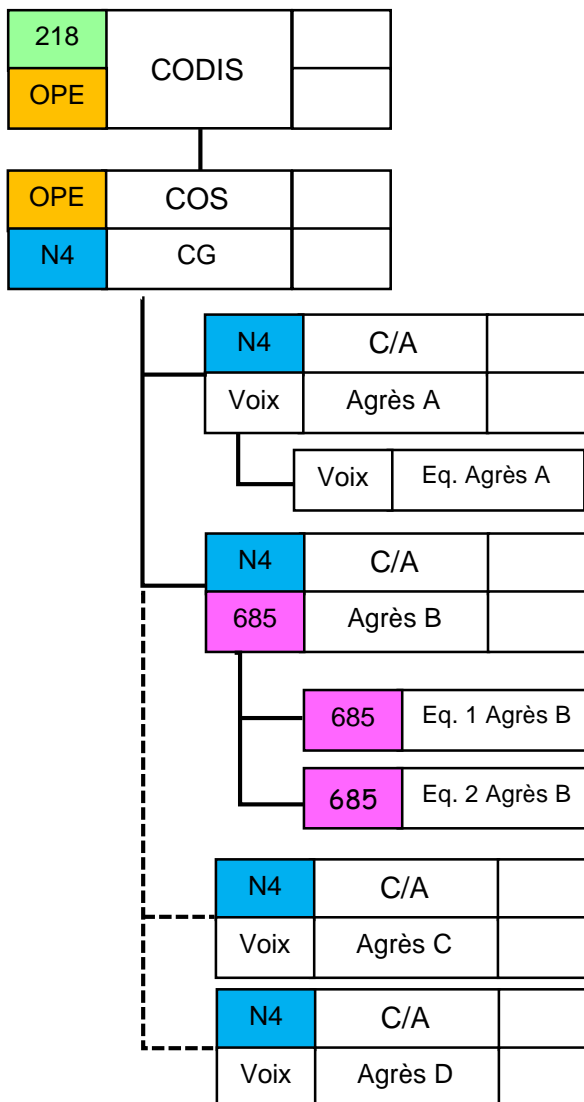 218
CODIS
OPE
OPE COS
N4 CG
N4 C/A
Voix Agrès A
Voix Eq. Agrès A
N4 C/A
685 Agrès B
685 Eq. 1 Agrès B
685 Eq. 2 Agrès B
N4 C/A
Voix Agrès C
N4 C/A
Voix Agrès D